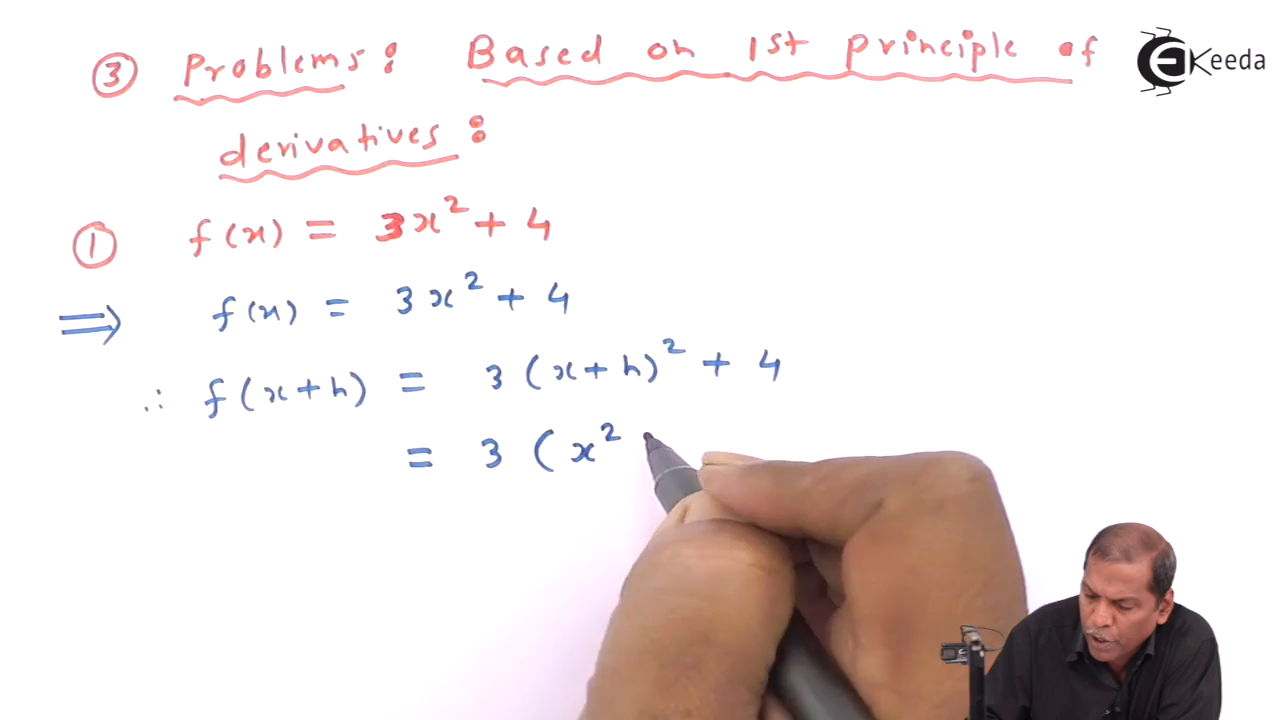 ③ Problems: Based on 1st principle of
EKeeda
derivatives:
① f(x) = 3x² + 4
⇒ f(x) = 3x² + 4
∴ f(x+h) = 3(x+h)² + 4
= 3(x²